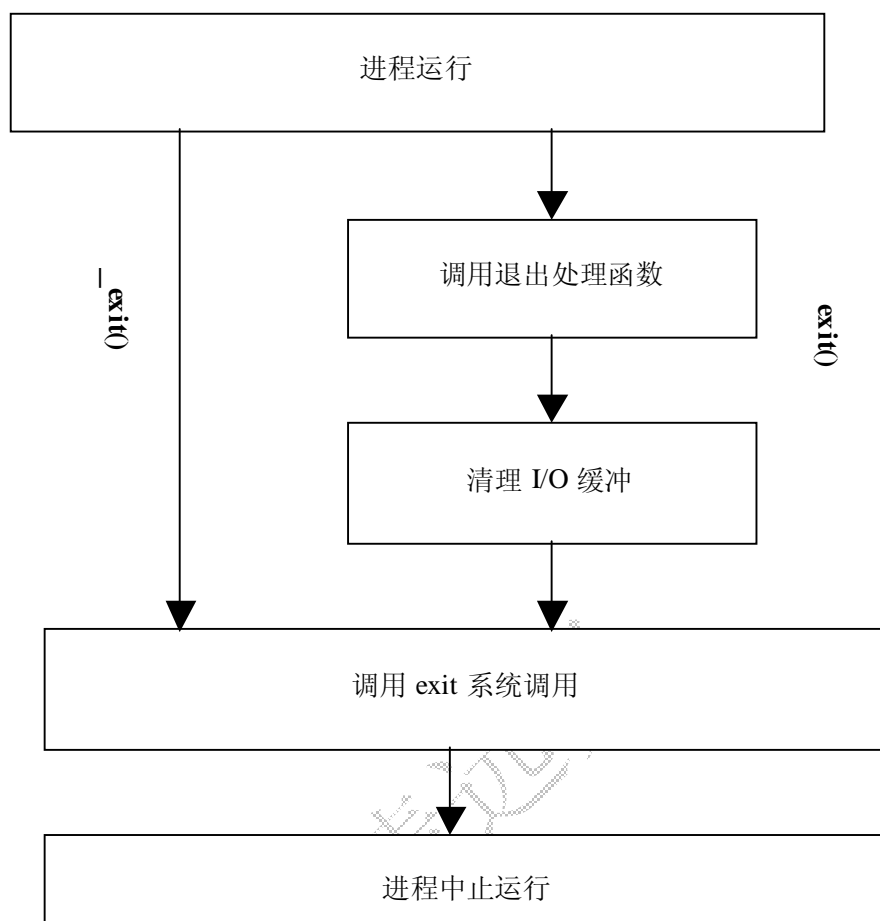 进程运行
调用退出处理函数
_exit()
exit()
清理 I/O 缓冲
调用 exit 系统调用
进程中止运行